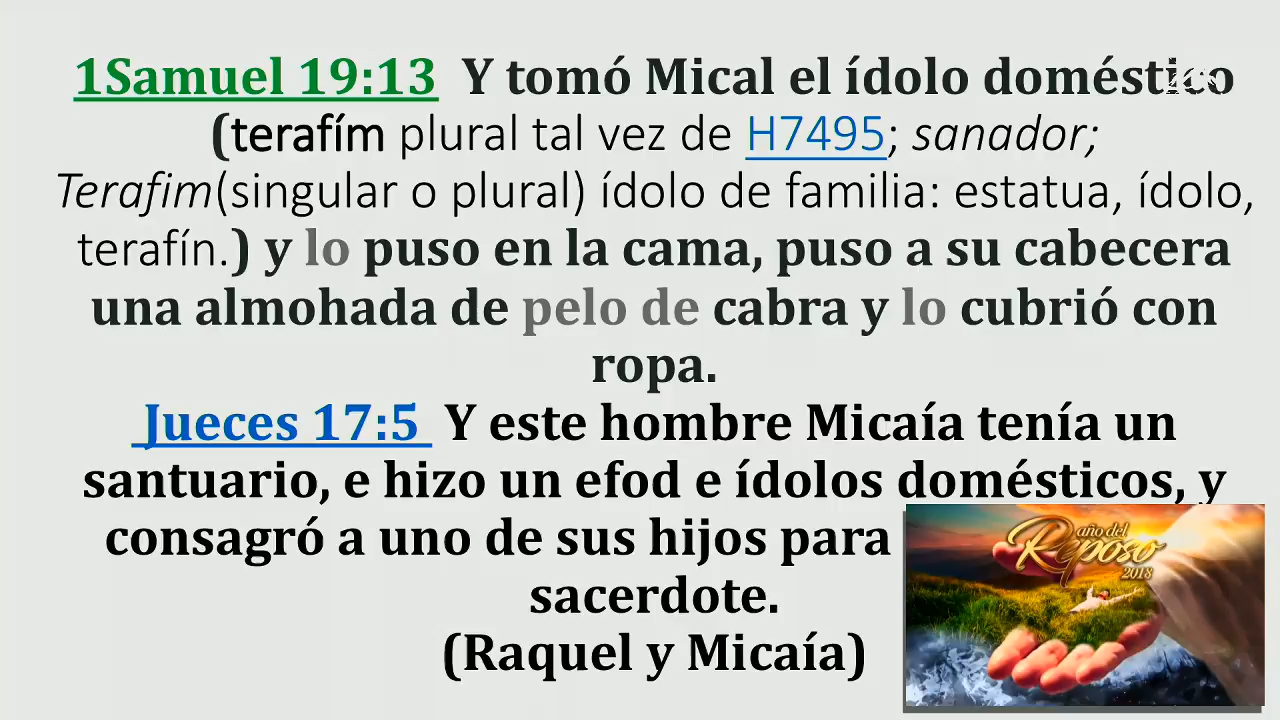 1Samuel 19:13 Y tomó Mical el ídolo doméstico
(terafím plural tal vez de H7495; sanador;
Terafim(singular o plural) ídolo de familia: estatua, ídolo,
terafín.) y lo puso en la cama, puso a su cabecera
una almohada de pelo de cabra y lo cubrió con
ropa.
Jueces 17:5 Y este hombre Micaía tenía un
santuario, e hizo un efod e ídolos domésticos, y
consagró a uno de sus hijos para
sacerdote.
(Raquel y Micaía)
año del
Reposo
2018